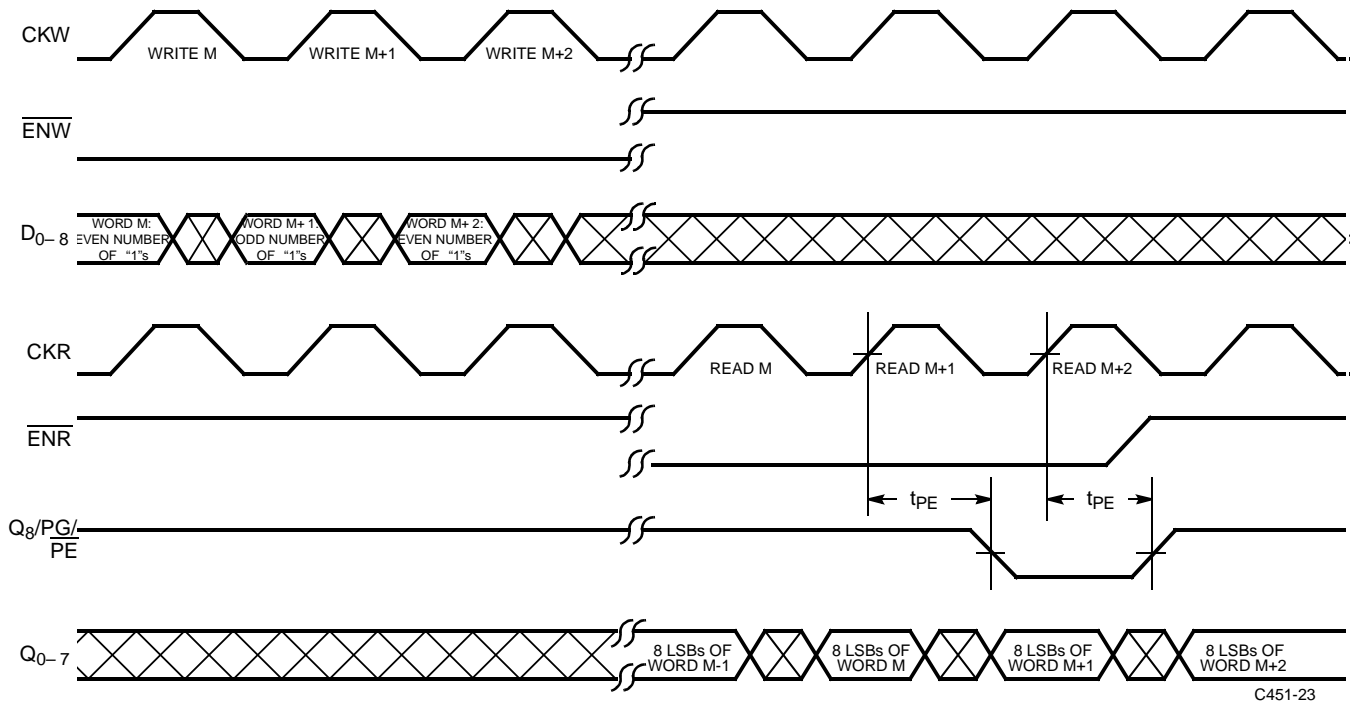 CKW
WRITE M
WRITE M+1
WRITE M+2
ENW
D0–8
WORD M:
EVEN NUMBER
OF "1"s
WORD M+1:
ODD NUMBER
OF "1"s
WORD M+2:
EVEN NUMBER
OF "1"s
CKR
READ M
READ M+1
READ M+2
ENR
tPE
tPE
Q8/PG/
PE
Q0–7
8 LSBs OF
WORD M-1
8 LSBs OF
WORD M
8 LSBs OF
WORD M+1
8 LSBs OF
WORD M+2
C451-23